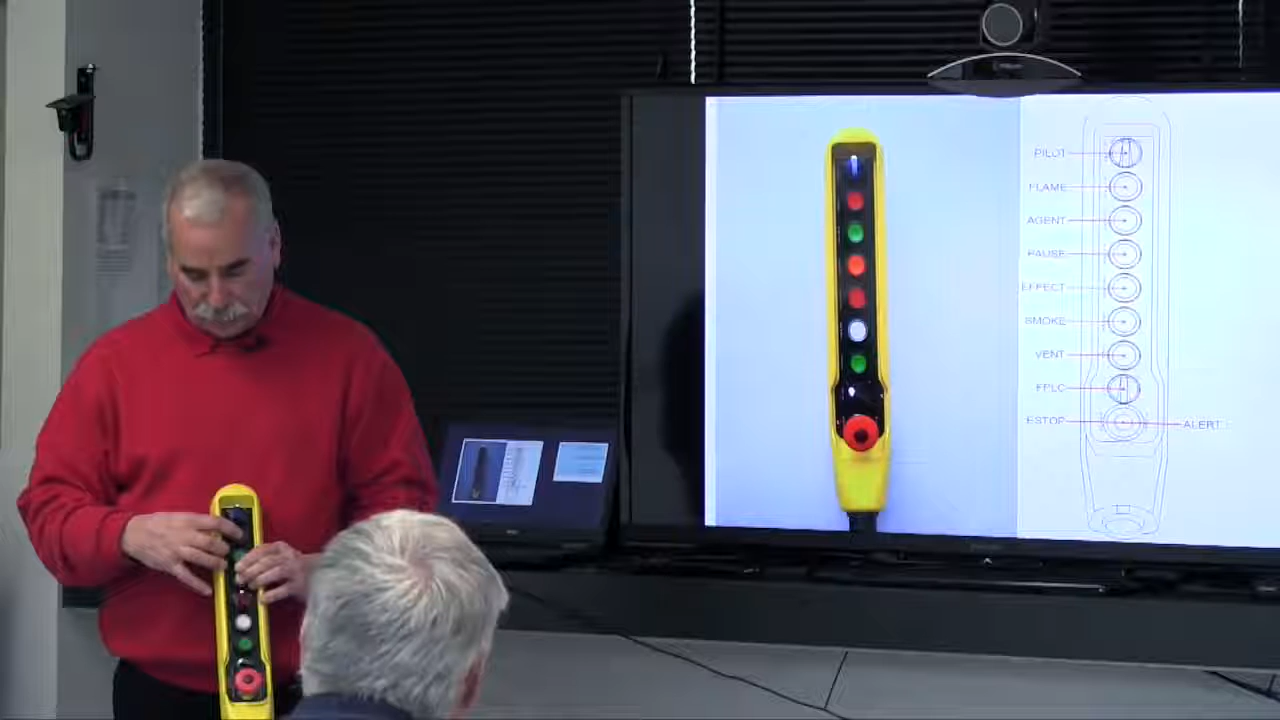 PILOT
FLAME
AGENT
PAUSE
EFFECT
SMOKE
VENT
FPLC
ESTOP
ALERT